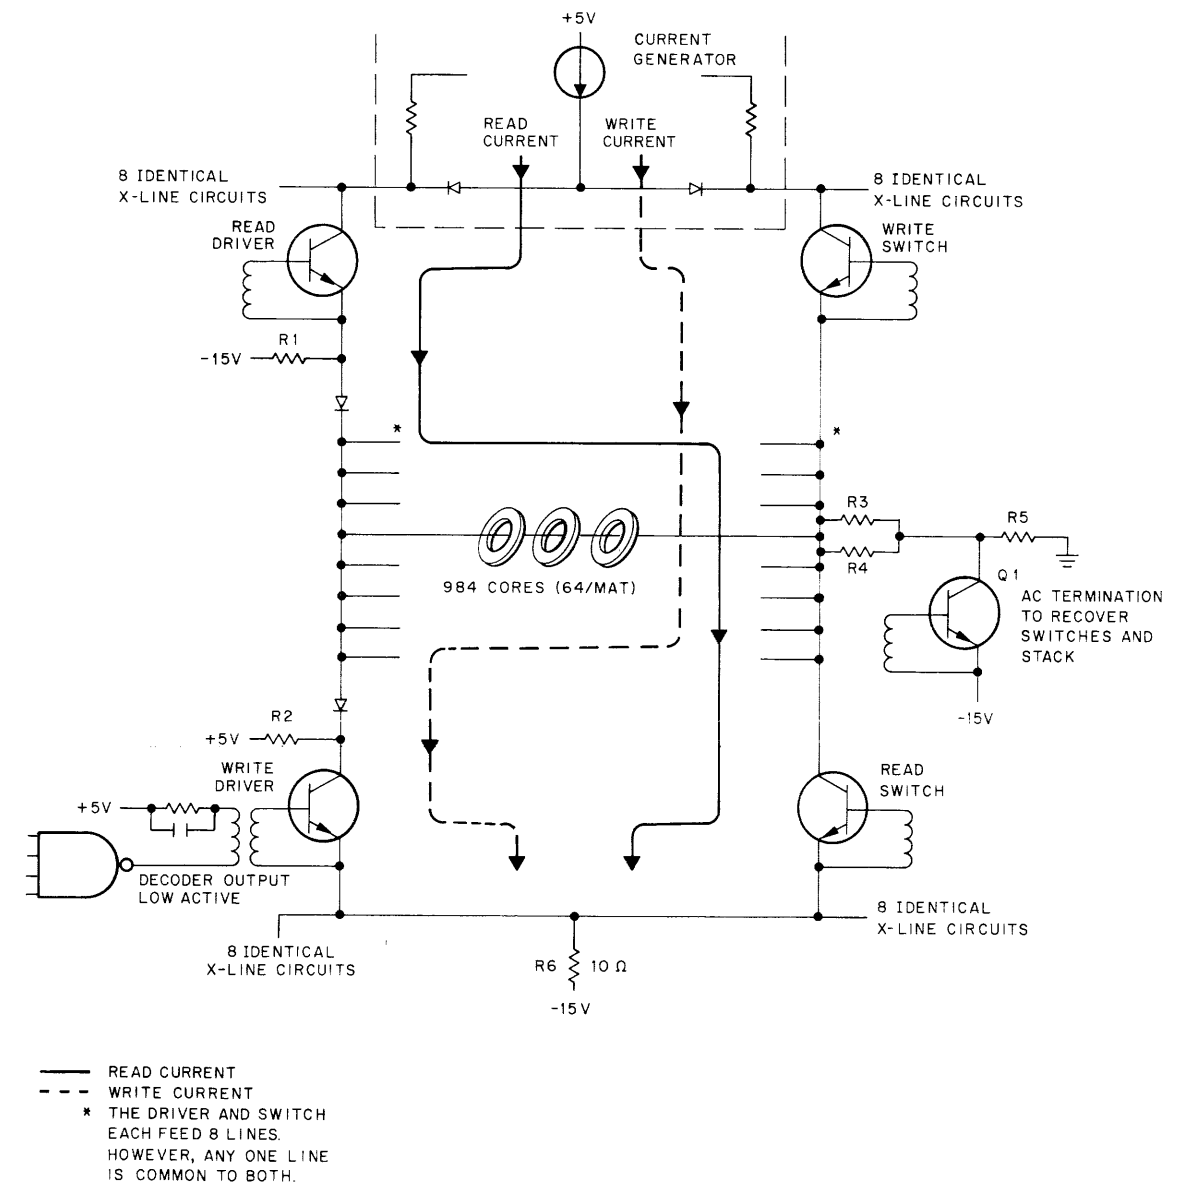 +5V
CURRENT
GENERATOR
READ
CURRENT
WRITE
CURRENT
8 IDENTICAL
X-LINE CIRCUITS
8 IDENTICAL
X-LINE CIRCUITS
READ
DRIVER
WRITE
SWITCH
R1
-15V
*
*
R3
R4
R5
Q1
984 CORES (64/MAT)
AC TERMINATION
TO RECOVER
SWITCHES AND
STACK
-15V
R2
+5V
WRITE
DRIVER
READ
SWITCH
+5V
DECODER OUTPUT
LOW ACTIVE
8 IDENTICAL
X-LINE CIRCUITS
8 IDENTICAL
X-LINE CIRCUITS
R6 10 Ω
-15V
READ CURRENT
WRITE CURRENT
* THE DRIVER AND SWITCH
EACH FEED 8 LINES.
HOWEVER, ANY ONE LINE
IS COMMON TO BOTH.